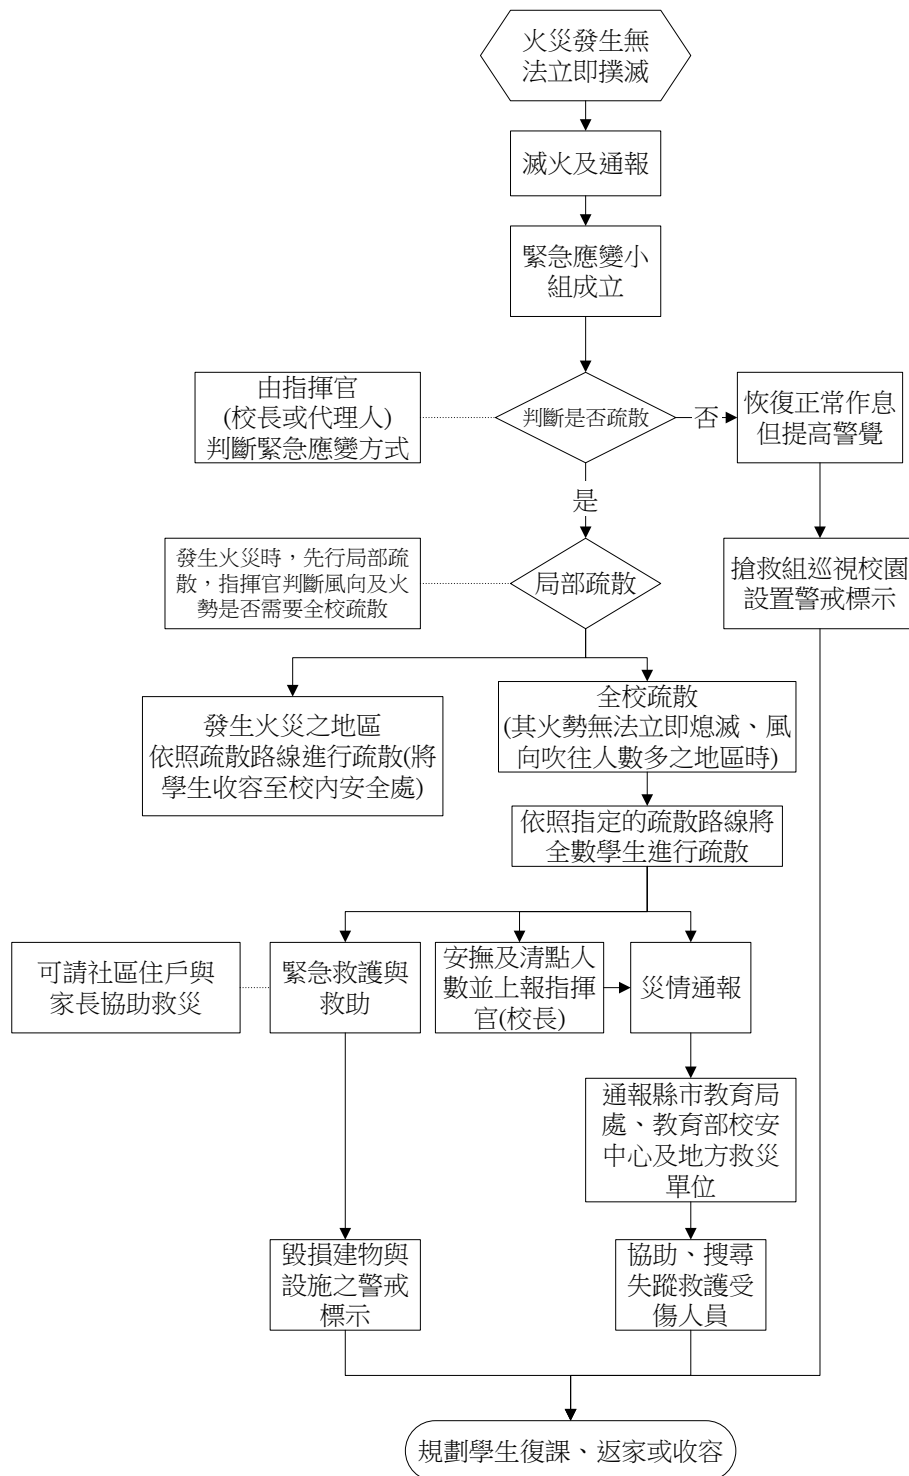 火災發生無
法立即撲滅
滅火及通報
緊急應變小
組成立
由指揮官
(校長或代理人)
判斷緊急應變方式
判斷是否疏散
否
恢復正常作息
但提高警覺
是
發生火災時，先行局部疏
散，指揮官判斷風向及火
勢是否需要全校疏散
局部疏散
搶救組巡視校園
設置警戒標示
發生火災之地區
依照疏散路線進行疏散(將
學生收容至校內安全處)
全校疏散
(其火勢無法立即熄滅、風
向吹往人數多之地區時)
依照指定的疏散路線將
全數學生進行疏散
可請社區住戶與
家長協助救災
緊急救護與
救助
安撫及清點人
數並上報指揮
官(校長)
災情通報
通報縣市教育局
處、教育部校安
中心及地方救災
單位
毀損建物與
設施之警戒
標示
協助、搜尋
失蹤救護受
傷人員
規劃學生復課、返家或收容